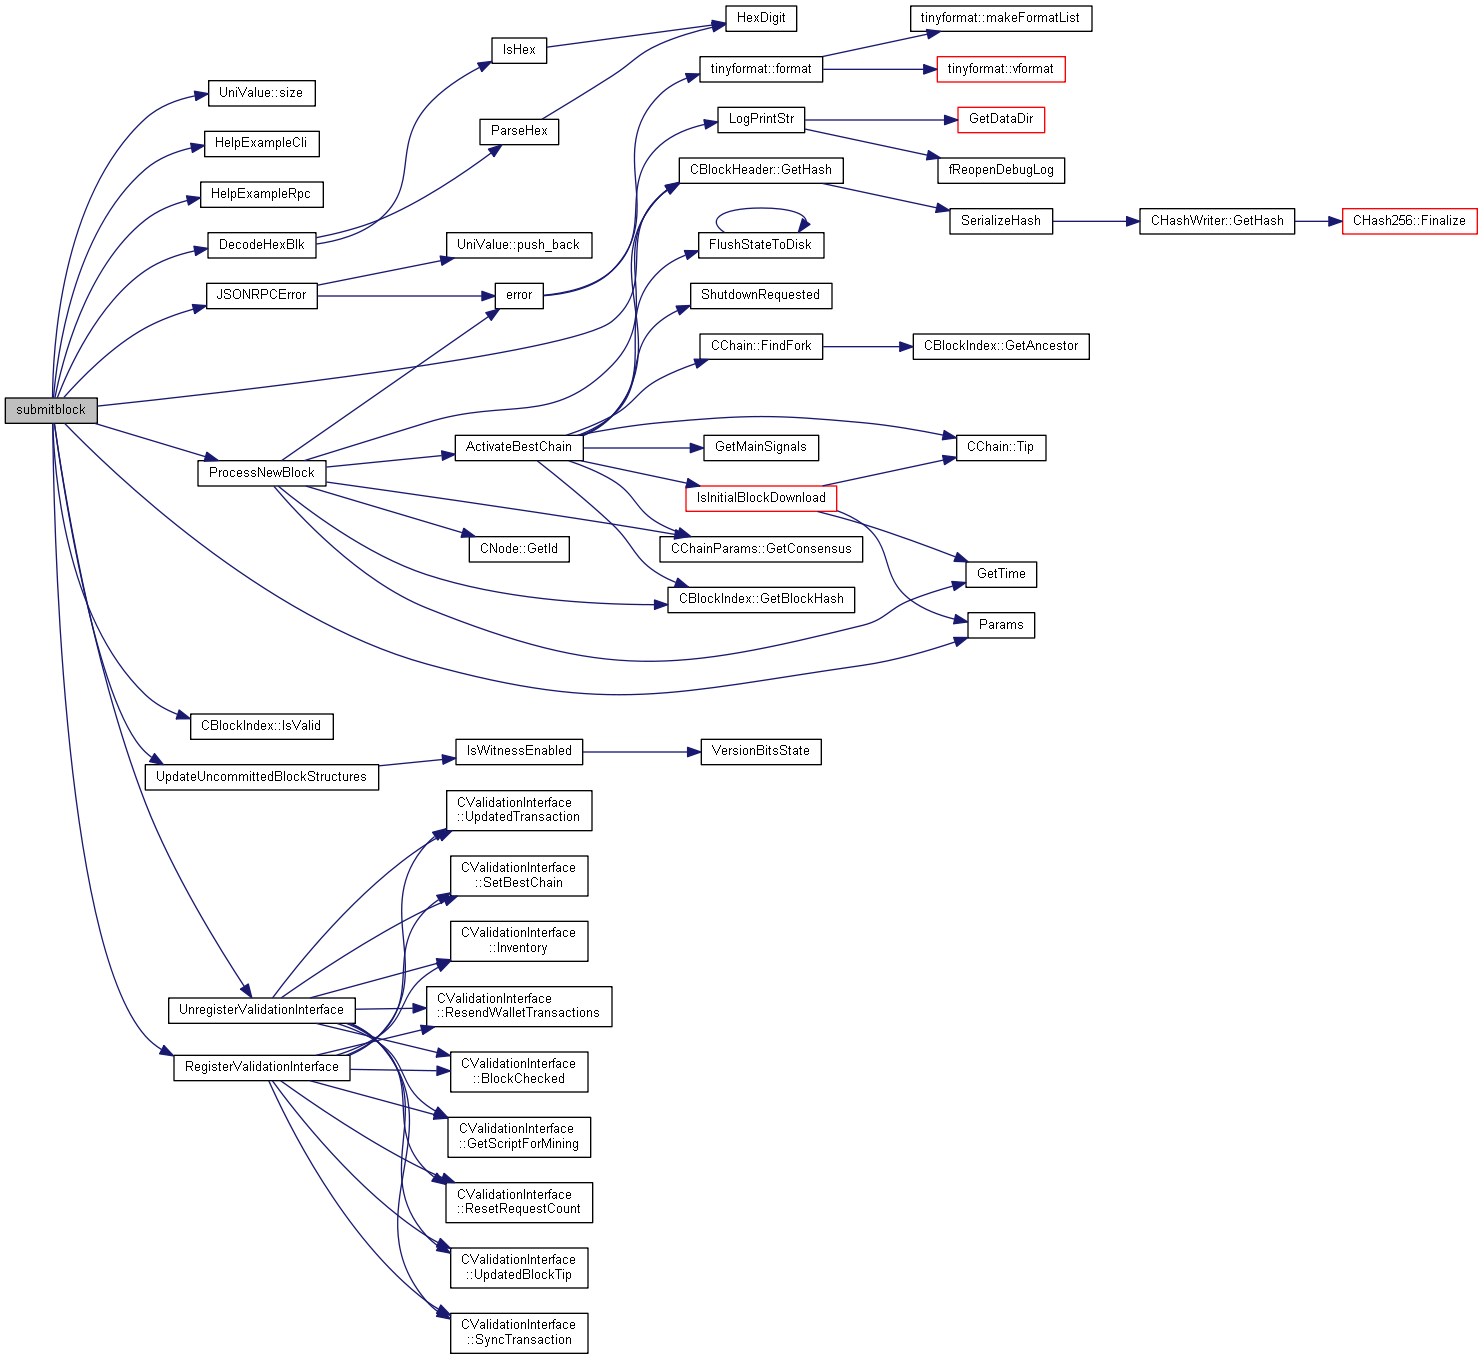 HexDigit
tinyformat::makeFormatList
IsHex
tinyformat::format
tinyformat::vformat
UniValue::size
LogPrintStr
GetDataDir
ParseHex
HelpExampleCli
CBlockHeader::GetHash
fReopenDebugLog
HelpExampleRpc
SerializeHash
CHashWriter::GetHash
CHash256::Finalize
DecodeHexBlk
UniValue::push_back
FlushStateToDisk
JSONRPCError
error
ShutdownRequested
CChain::FindFork
CBlockIndex::GetAncestor
submitblock
ActivateBestChain
GetMainSignals
CChain::Tip
ProcessNewBlock
IsInitialBlockDownload
CNode::GetId
CChainParams::GetConsensus
GetTime
CBlockIndex::GetBlockHash
Params
CBlockIndex::IsValid
IsWitnessEnabled
VersionBitsState
UpdateUncommittedBlockStructures
CValidationInterface
::UpdatedTransaction
CValidationInterface
::SetBestChain
CValidationInterface
::Inventory
UnregisterValidationInterface
CValidationInterface
::ResendWalletTransactions
RegisterValidationInterface
CValidationInterface
::BlockChecked
CValidationInterface
::GetScriptForMining
CValidationInterface
::ResetRequestCount
CValidationInterface
::UpdatedBlockTip
CValidationInterface
::SyncTransaction